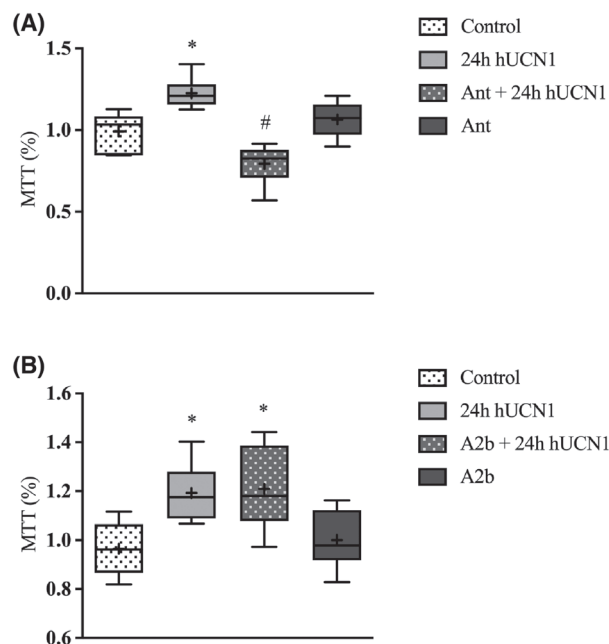 (A)
MTT (%)
1.5
1.0
0.5
0.0
*
#
Control
24h hUCN1
Ant + 24h hUCN1
Ant
(B)
MTT (%)
1.6
1.4
1.2
1.0
0.8
0.6
* *
Control
24h hUCN1
A2b + 24h hUCN1
A2b